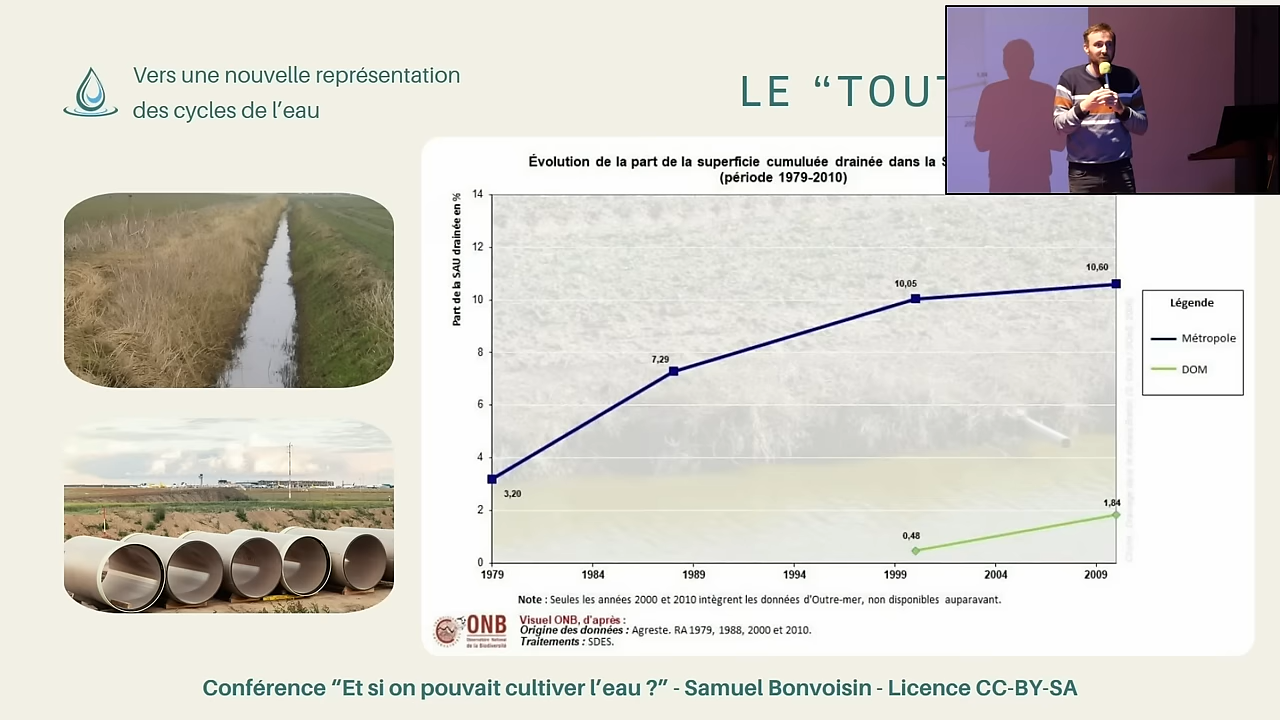 Vers une nouvelle représentation
des cycles de l’eau
LE “TOUT
Évolution de la part de la superficie cumuluée drainée dans la
(période 1979-2010)
Part de la SAU drainée en %
14
12
10
8
6
4
2
0
3,20
7,29
10,05
10,60
0,48
1,84
1979
1984
1989
1994
1999
2004
2009
Légende
Métropole
DOM
Note : Seules les années 2000 et 2010 intègrent les données d'Outre-mer, non disponibles auparavant.
ONB
Observatoire National
de la Biodiversité
Visuel ONB, d'après :
Origine des données : Agreste. RA 1979, 1988, 2000 et 2010.
Traitements : SDES.
Conférence “Et si on pouvait cultiver l’eau ?” - Samuel Bonvoisin - Licence CC-BY-SA